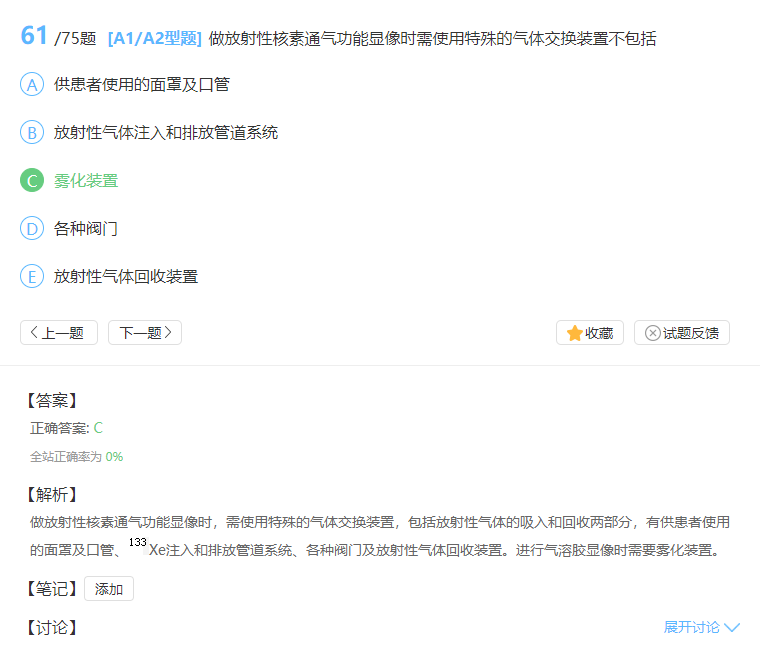 61 /75题 [A1/A2型题] 做放射性核素通气功能显像时需使用特殊的气体交换装置不包括
A 供患者使用的面罩及口管
B 放射性气体注入和排放管道系统
C 雾化装置
D 各种阀门
E 放射性气体回收装置
上一题 下一题 收藏 试题反馈
【答案】
正确答案: C
全站正确率为 0%
【解析】
做放射性核素通气功能显像时，需使用特殊的气体交换装置，包括放射性气体的吸入和回收两部分，有供患者使用
的面罩及口管、133Xe注入和排放管道系统、各种阀门及放射性气体回收装置。进行气溶胶显像时需要雾化装置。
【笔记】 添加
【讨论】 展开讨论